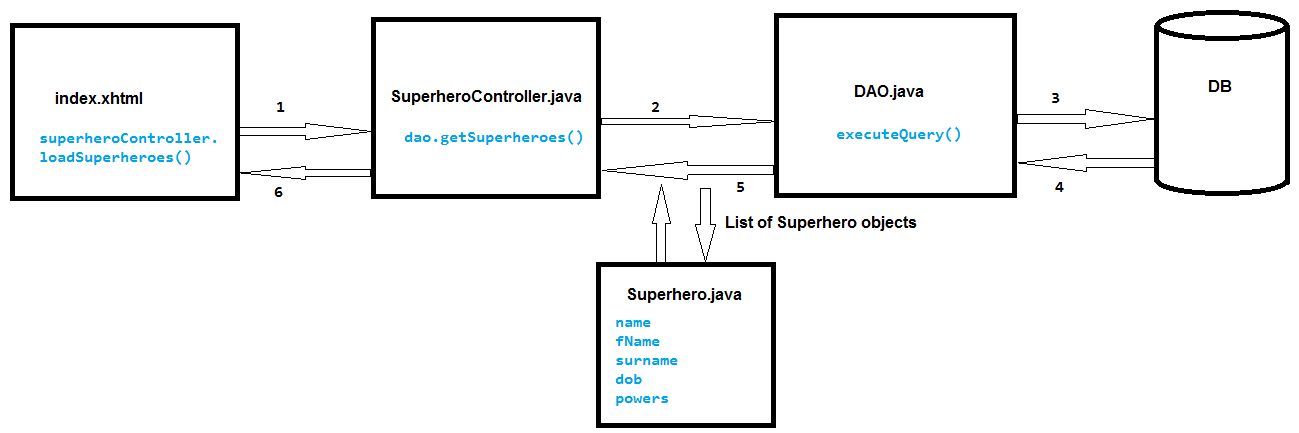 index.xhtml
superheroController.
loadSuperheroes()
1
6
SuperheroController.java
dao.getSuperheroes()
2
5
DAO.java
executeQuery()
3
4
DB
List of Superhero objects
Superhero.java
name
fName
surname
dob
powers